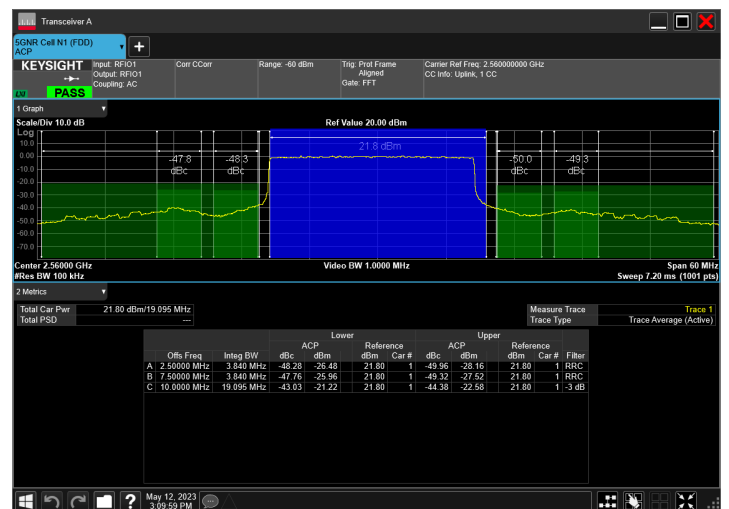 Transceiver A
5GNR Cell N1 (FDD)
ACP
KEYSIGHT
LXI PASS
Input: RFIO1
Output: RFIO1
Coupling: AC
Corr CCorr
Range: -60 dBm
Trig: Prot Frame
Aligned
Gate: FFT
Carrier Ref Freq: 2.560000000 GHz
CC Info: Uplink, 1 CC
1 Graph
Scale/Div 10.0 dB
Ref Value 20.00 dBm
Log
10.0
0.00
-10.0
-20.0
-30.0
-40.0
-50.0
-60.0
-70.0
-47.8
dBc
-48.3
dBc
21.8 dBm
-50.0
dBc
-49.3
dBc
Center 2.56000 GHz
Video BW 1.0000 MHz
Span 60 MHz
#Res BW 100 kHz
Sweep 7.20 ms (1001 pts)
2 Metrics
Total Car Pwr 21.80 dBm/19.095 MHz
Total PSD ---
Measure Trace Trace 1
Trace Type Trace Average (Active)
Lower Upper
ACP Reference ACP Reference
Offs Freq Integ BW dBc dBm dBm Car # dBc dBm dBm Car # Filter
A 2.50000 MHz 3.840 MHz -48.28 -26.48 21.80 1 -49.96 -28.16 21.80 1 RRC
B 7.50000 MHz 3.840 MHz -47.76 -25.96 21.80 1 -49.32 -27.52 21.80 1 RRC
C 10.0000 MHz 19.095 MHz -43.03 -21.22 21.80 1 -44.38 -22.58 21.80 1 -3 dB
May 12, 2023
3:09:59 PM